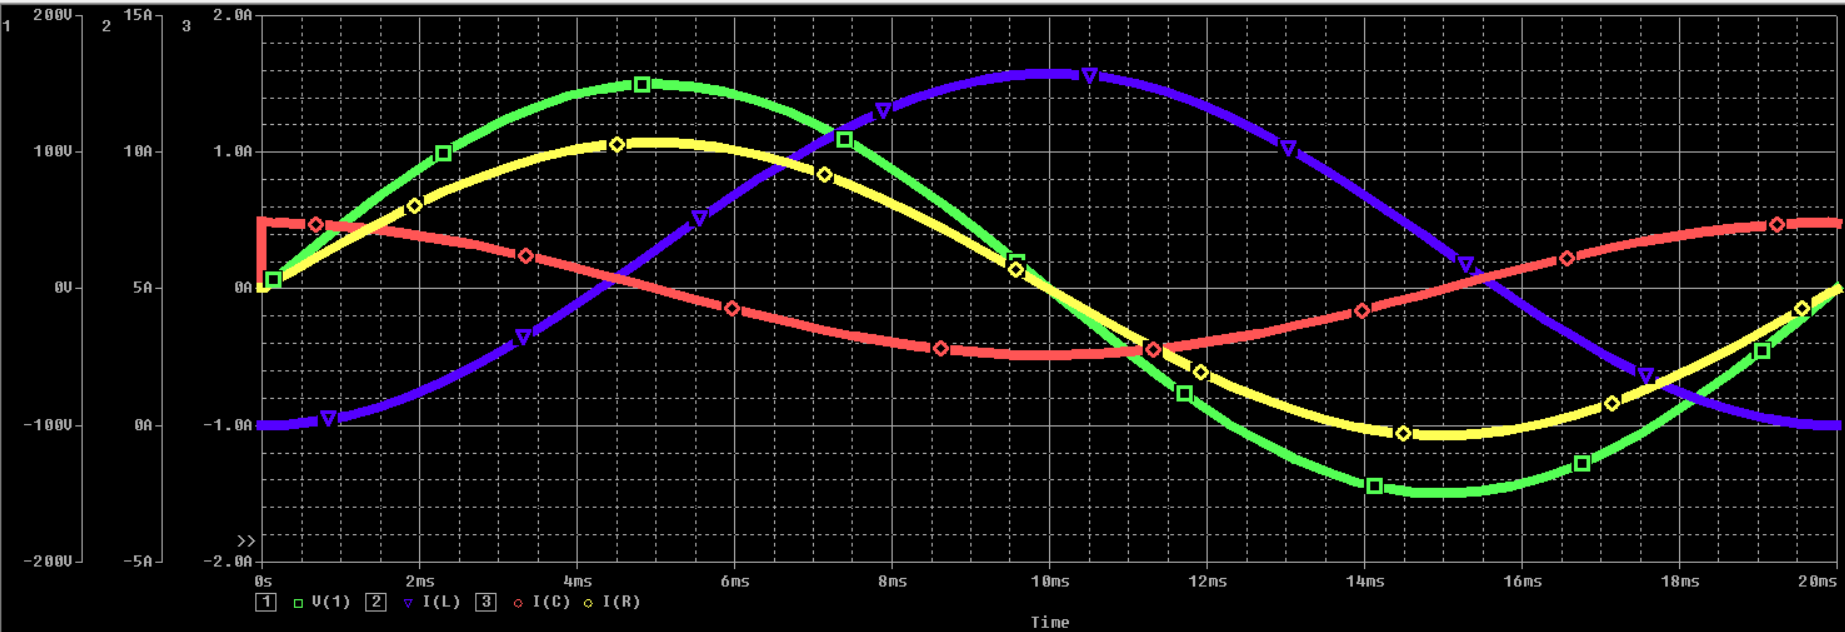 200V 15A 2.0A
1 2 3
100V 10A 1.0A
0V 5A 0A
-100V 0A -1.0A
>>
-200V -5A -2.0A
0s 2ms 4ms 6ms 8ms 10ms 12ms 14ms 16ms 18ms 20ms
1 V(1) 2 I(L) 3 I(C) I(R)
Time